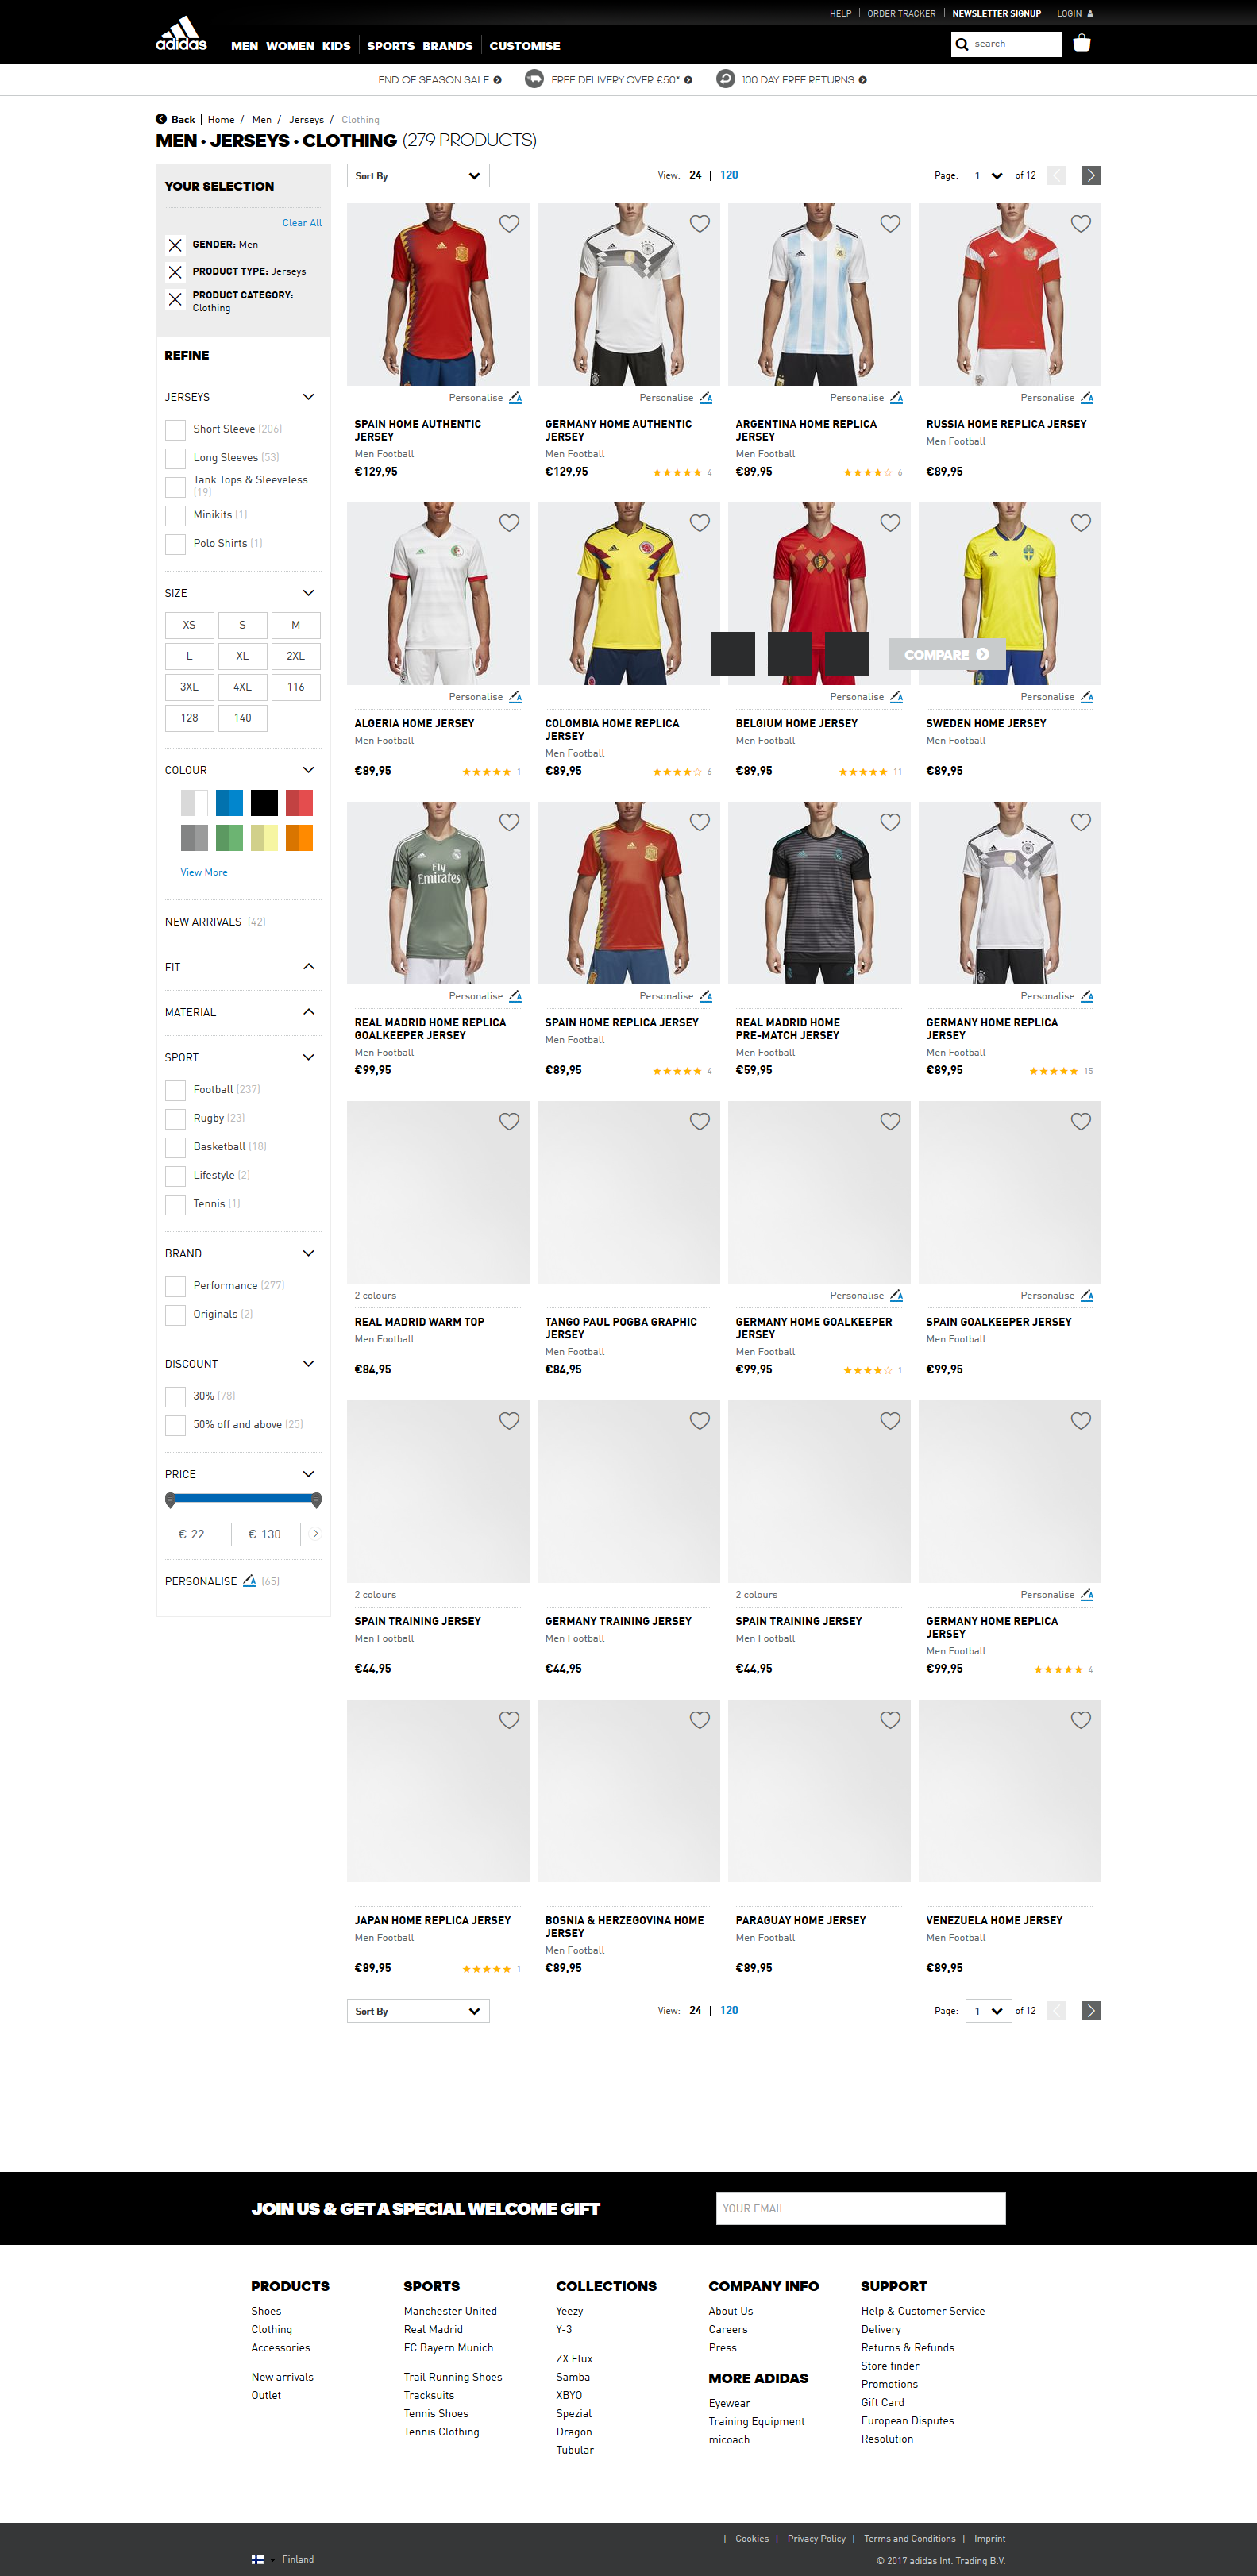 HELP | ORDER TRACKER | NEWSLETTER SIGNUP LOGIN
adidas
MEN WOMEN KIDS | SPORTS BRANDS | CUSTOMISE
search
END OF SEASON SALE FREE DELIVERY OVER €50* 100 DAY FREE RETURNS
Back | Home / Men / Jerseys / Clothing
MEN · JERSEYS · CLOTHING (279 PRODUCTS)
YOUR SELECTION
Clear All
GENDER: Men
PRODUCT TYPE: Jerseys
PRODUCT CATEGORY:
Clothing
REFINE
JERSEYS
Short Sleeve (206)
Long Sleeves (53)
Tank Tops & Sleeveless
(19)
Minikits (1)
Polo Shirts (1)
SIZE
XS S M
L XL 2XL
3XL 4XL 116
128 140
COLOUR
View More
NEW ARRIVALS (42)
FIT
MATERIAL
SPORT
Football (237)
Rugby (23)
Basketball (18)
Lifestyle (2)
Tennis (1)
BRAND
Performance (277)
Originals (2)
DISCOUNT
30% (78)
50% off and above (25)
PRICE
€ 22 - € 130
PERSONALISE (65)
Sort By View: 24 | 120 Page: 1 of 12
Personalise Personalise Personalise Personalise
SPAIN HOME AUTHENTIC
JERSEY
Men Football
€129,95
GERMANY HOME AUTHENTIC
JERSEY
Men Football
€129,95 ★★★★★ 4
ARGENTINA HOME REPLICA
JERSEY
Men Football
€89,95 ★★★★☆ 6
RUSSIA HOME REPLICA JERSEY
Men Football
€89,95
COMPARE
Personalise Personalise Personalise
ALGERIA HOME JERSEY
Men Football
€89,95 ★★★★★ 1
COLOMBIA HOME REPLICA
JERSEY
Men Football
€89,95 ★★★★☆ 6
BELGIUM HOME JERSEY
Men Football
€89,95 ★★★★★ 11
SWEDEN HOME JERSEY
Men Football
€89,95
Fly
Emirates
Personalise Personalise Personalise
REAL MADRID HOME REPLICA
GOALKEEPER JERSEY
Men Football
€99,95
SPAIN HOME REPLICA JERSEY
Men Football
€89,95 ★★★★★ 4
REAL MADRID HOME
PRE-MATCH JERSEY
Men Football
€59,95
GERMANY HOME REPLICA
JERSEY
Men Football
€89,95 ★★★★★ 15
2 colours Personalise Personalise
REAL MADRID WARM TOP
Men Football
€84,95
TANGO PAUL POGBA GRAPHIC
JERSEY
Men Football
€84,95
GERMANY HOME GOALKEEPER
JERSEY
Men Football
€99,95 ★★★★☆ 1
SPAIN GOALKEEPER JERSEY
Men Football
€99,95
2 colours 2 colours Personalise
SPAIN TRAINING JERSEY
Men Football
€44,95
GERMANY TRAINING JERSEY
Men Football
€44,95
SPAIN TRAINING JERSEY
Men Football
€44,95
GERMANY HOME REPLICA
JERSEY
Men Football
€99,95 ★★★★★ 4
JAPAN HOME REPLICA JERSEY
Men Football
€89,95 ★★★★★ 1
BOSNIA & HERZEGOVINA HOME
JERSEY
Men Football
€89,95
PARAGUAY HOME JERSEY
Men Football
€89,95
VENEZUELA HOME JERSEY
Men Football
€89,95
Sort By View: 24 | 120 Page: 1 of 12
JOIN US & GET A SPECIAL WELCOME GIFT
YOUR EMAIL
PRODUCTS
Shoes
Clothing
Accessories
New arrivals
Outlet
SPORTS
Manchester United
Real Madrid
FC Bayern Munich
Trail Running Shoes
Tracksuits
Tennis Shoes
Tennis Clothing
COLLECTIONS
Yeezy
Y-3
ZX Flux
Samba
XBYO
Spezial
Dragon
Tubular
COMPANY INFO
About Us
Careers
Press
MORE ADIDAS
Eyewear
Training Equipment
micoach
SUPPORT
Help & Customer Service
Delivery
Returns & Refunds
Store finder
Promotions
Gift Card
European Disputes
Resolution
| Cookies | Privacy Policy | Terms and Conditions | Imprint
Finland
© 2017 adidas Int. Trading B.V.